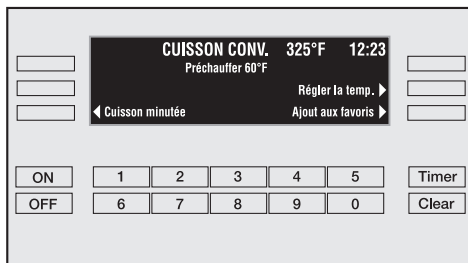 CUISSON CONV. 325°F 12:23
Préchauffer 60°F
Régler la temp.
Cuisson minutée Ajout aux favoris
ON 1 2 3 4 5 Timer
OFF 6 7 8 9 0 Clear